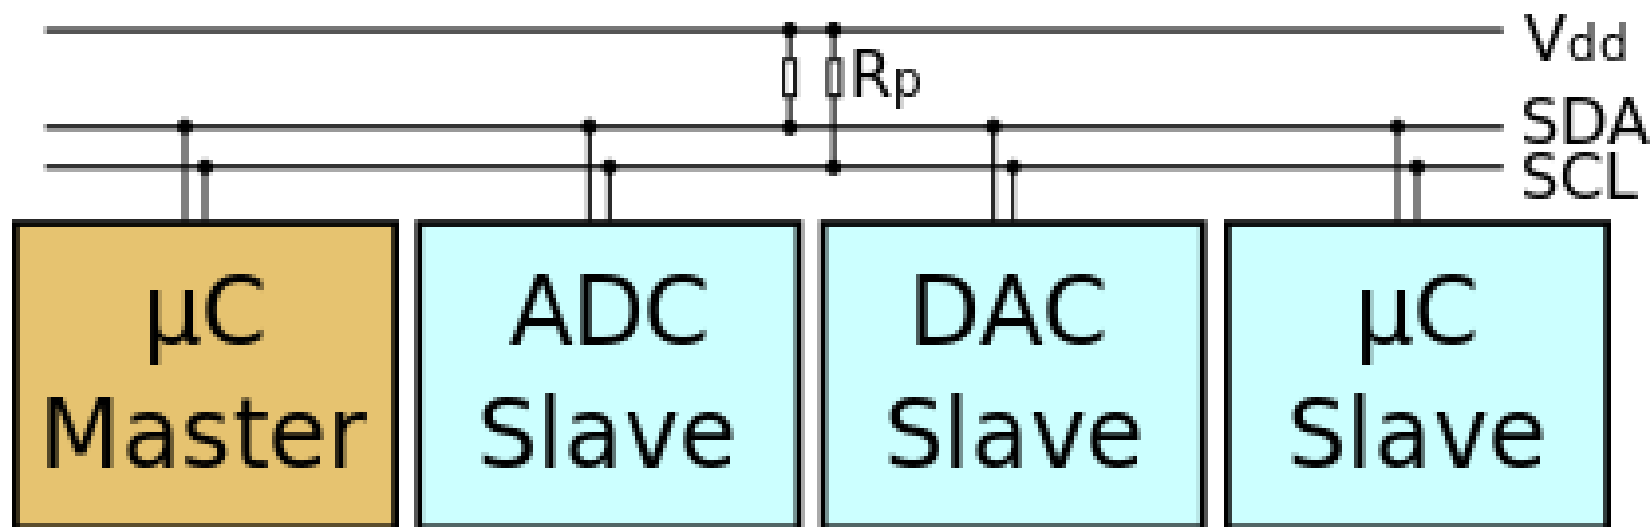 Vdd
Rp
SDA
SCL
µC
Master
ADC
Slave
DAC
Slave
µC
Slave